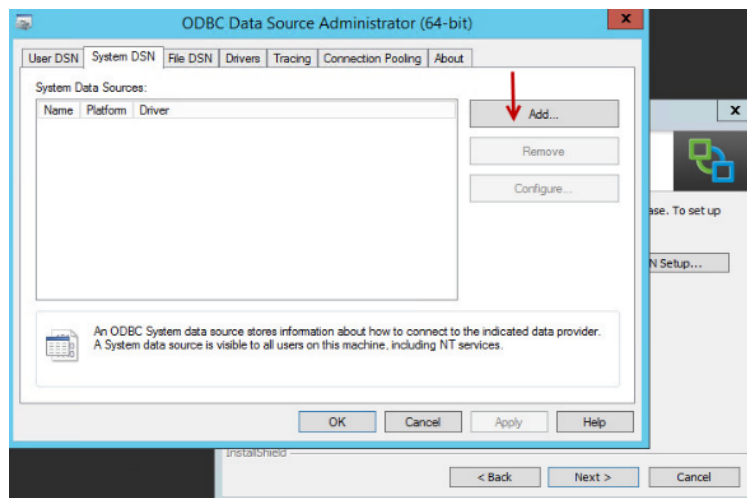 ODBC Data Source Administrator (64-bit)
x
User DSN System DSN File DSN Drivers Tracing Connection Pooling About
System Data Sources:
Name Platform Driver
Add...
Remove
Configure...
An ODBC System data source stores information about how to connect to the indicated data provider.
A System data source is visible to all users on this machine, including NT services.
OK Cancel Apply Help
x
ase. To set up
N Setup...
InstallShield
< Back Next > Cancel